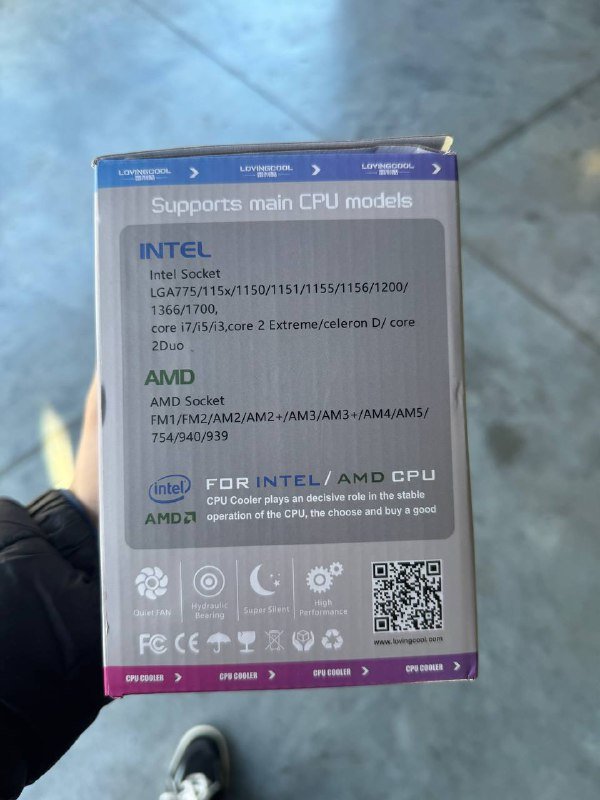 LOVINGCOOL
LOVINGCOOL
LOVINGCOOL
Supports main CPU models
INTEL
Intel Socket
LGA775/115x/1150/1151/1155/1156/1200/
1366/1700,
core i7/i5/i3,core 2 Extreme/celeron D/ core
2Duo
AMD
AMD Socket
FM1/FM2/AM2/AM2+/AM3/AM3+/AM4/AM5/
754/940/939
intel
AMD
FOR INTEL/AMD CPU
CPU Cooler plays an decisive role in the stable
operation of the CPU, the choose and buy a good
Quiet FAN
Hydraulic
Bearing
Super Silent
High
Performance
FC CE
www.lovingcool.com
CPU COOLER
CPU COOLER
CPU COOLER
CPU COOLER